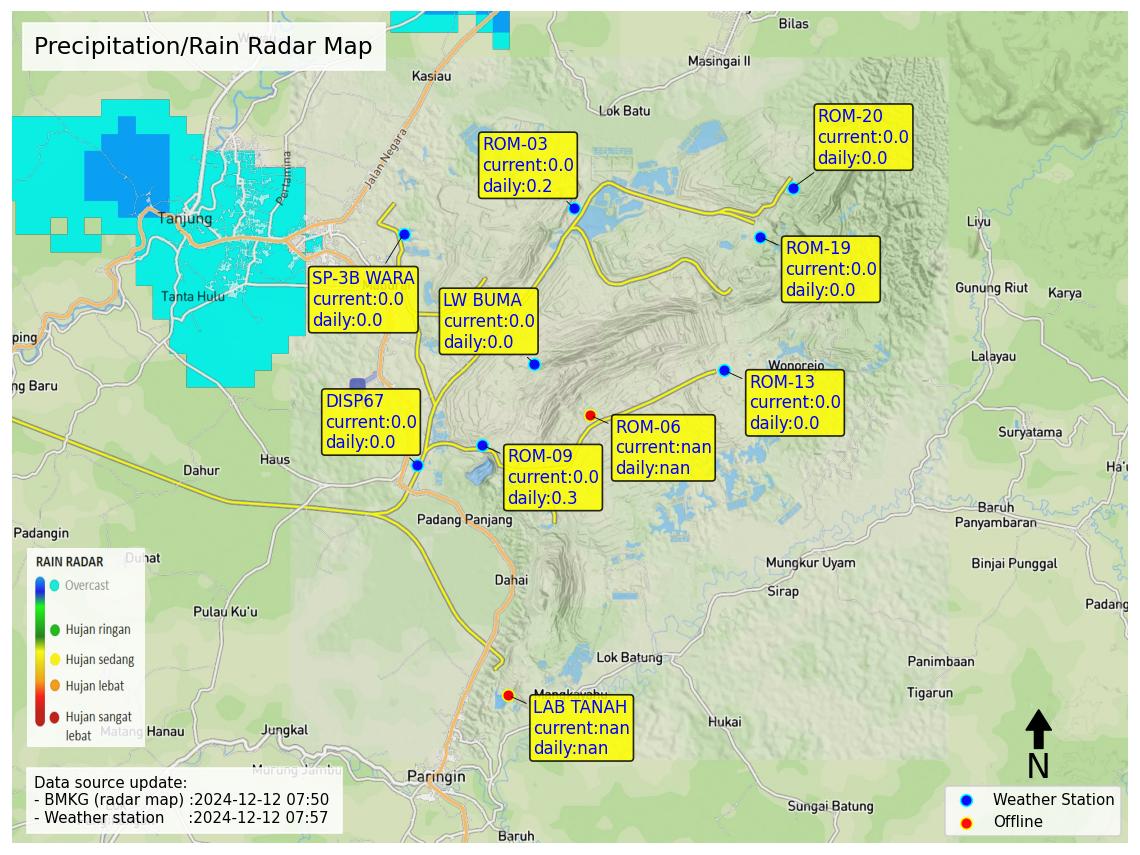 Precipitation/Rain Radar Map
Bilas
Masingai II
Kasiau
Lok Batu
Jalan Negara
Pertamina
Tanjung
Tanta Hulu
ROM-03
current:0.0
daily:0.2
ROM-20
current:0.0
daily:0.0
ROM-19
current:0.0
daily:0.0
SP-3B WARA
current:0.0
daily:0.0
LW BUMA
current:0.0
daily:0.0
Liyu
Gunung Riut
Karya
Lalayau
ping
ng Baru
Wonorejo
ROM-13
current:0.0
daily:0.0
DISP67
current:0.0
daily:0.0
ROM-06
current:nan
daily:nan
ROM-09
current:0.0
daily:0.3
Suryatama
Ha'u
Dahur
Haus
Padang Panjang
Baruh
Panyambaran
Padangin
Duhat
Binjai Punggal
Mungkur Uyam
Sirap
Padang
Dahai
Pulau Ku'u
RAIN RADAR
Overcast
Hujan ringan
Hujan sedang
Hujan lebat
Hujan sangat
lebat
Lok Batung
Panimbaan
Tigarun
Mangkayahu
LAB TANAH
current:nan
daily:nan
Hukai
Matang Hanau
Jungkal
Murung Jambu
Paringin
Sungai Batung
Baruh
Data source update:
- BMKG (radar map) :2024-12-12 07:50
- Weather station :2024-12-12 07:57
N
Weather Station
Offline